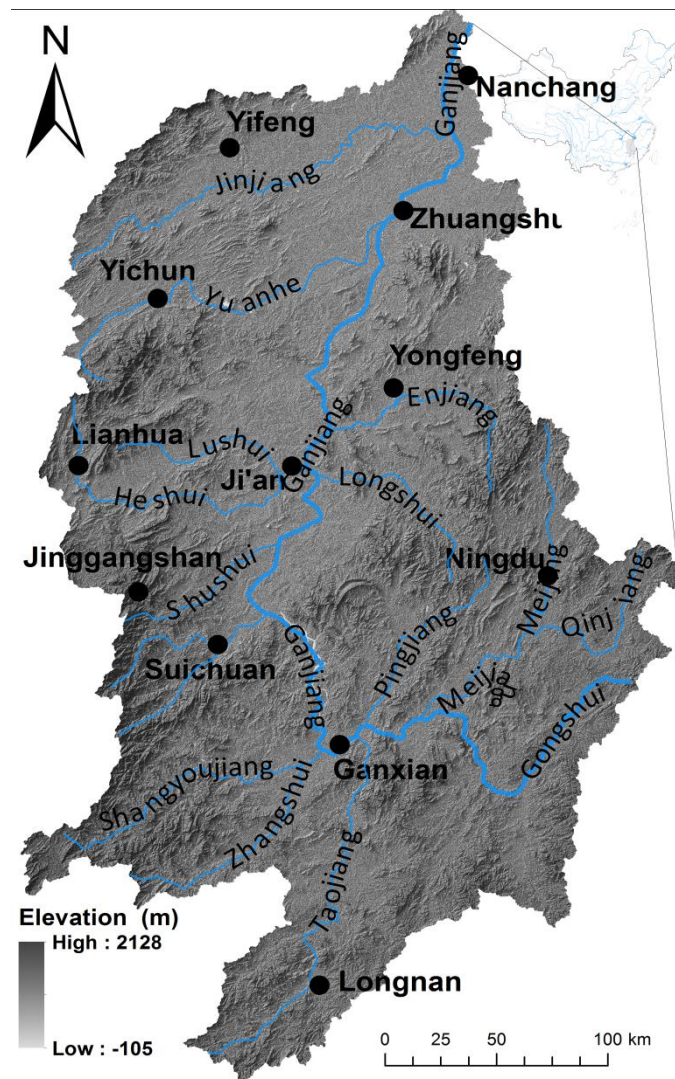 N
Nanchang
Ganjiang
Yifeng
Jinjiang
Zhuangshu
Yichun
Yuanhe
Yongfeng
Enjiang
Ganjiang
Lianhua
Lushui
Ji'an
Longshui
Heshui
Jinggangshan
Ningdu
Shushui
Meijiang
Qinjiang
Suichuan
Ganjiang
Pingjiang
Gongshui
Ganxian
Shangyoujiang
Zhangshui
Taojiang
Elevation (m)
High : 2128
Low : -105
Longnan
0 25 50 100 km